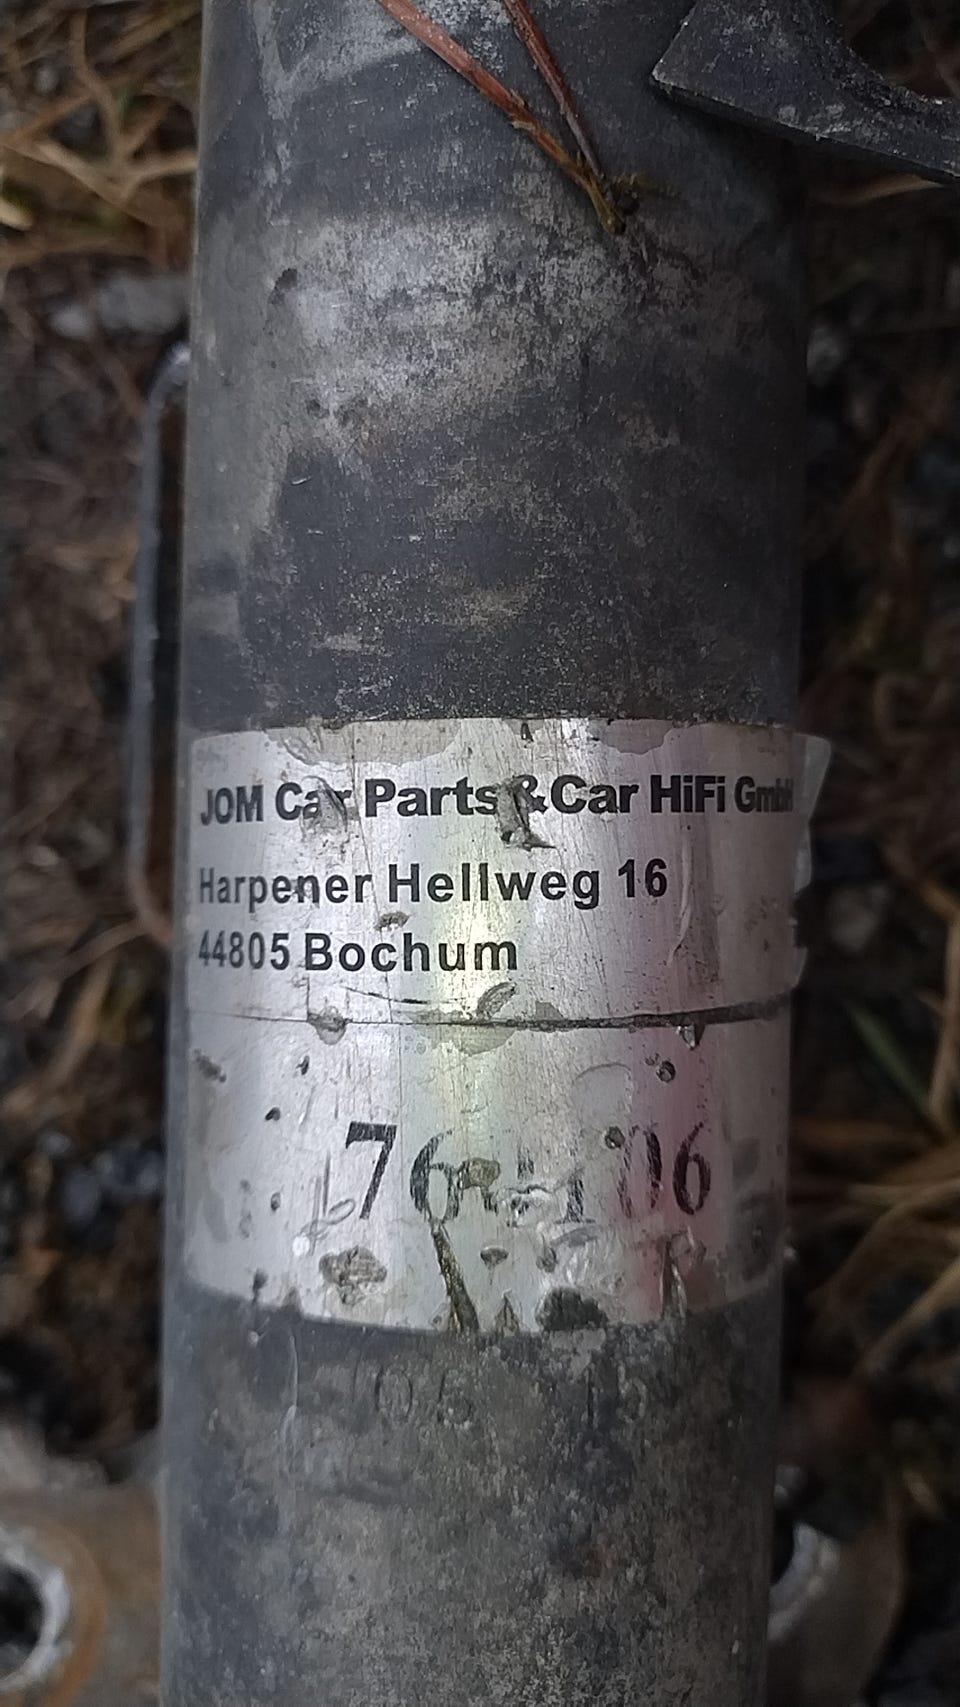 JOM Car Parts & Car HiFi GmbH
Harpener Hellweg 16
44805 Bochum